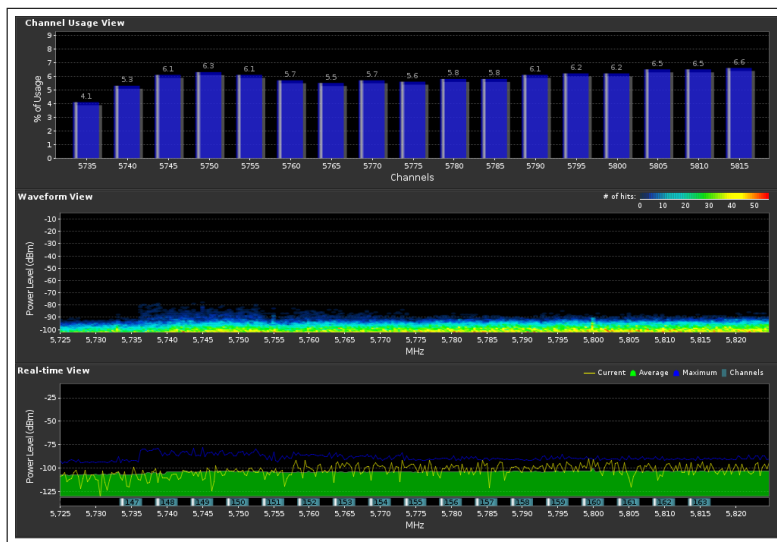 Channel Usage View
9
8
7
6
5
4
3
2
1
0
% of Usage
4.1 5.3 6.1 6.3 6.1 5.7 5.5 5.7 5.6 5.8 5.8 6.1 6.2 6.2 6.5 6.5 6.6
5735 5740 5745 5750 5755 5760 5765 5770 5775 5780 5785 5790 5795 5800 5805 5810 5815
Channels
Waveform View
# of hits: 0 10 20 30 40 50
-10
-20
-30
-40
-50
-60
-70
-80
-90
-100
Power Level (dBm)
5,725 5,730 5,735 5,740 5,745 5,750 5,755 5,760 5,765 5,770 5,775 5,780 5,785 5,790 5,795 5,800 5,805 5,810 5,815 5,820
MHz
Real-time View
Current Average Maximum Channels
-25
-50
-75
-100
-125
Power Level (dBm)
147 148 149 150 151 152 153 154 155 156 157 158 159 160 161 162 163
5,725 5,730 5,735 5,740 5,745 5,750 5,755 5,760 5,765 5,770 5,775 5,780 5,785 5,790 5,795 5,800 5,805 5,810 5,815 5,820
MHz